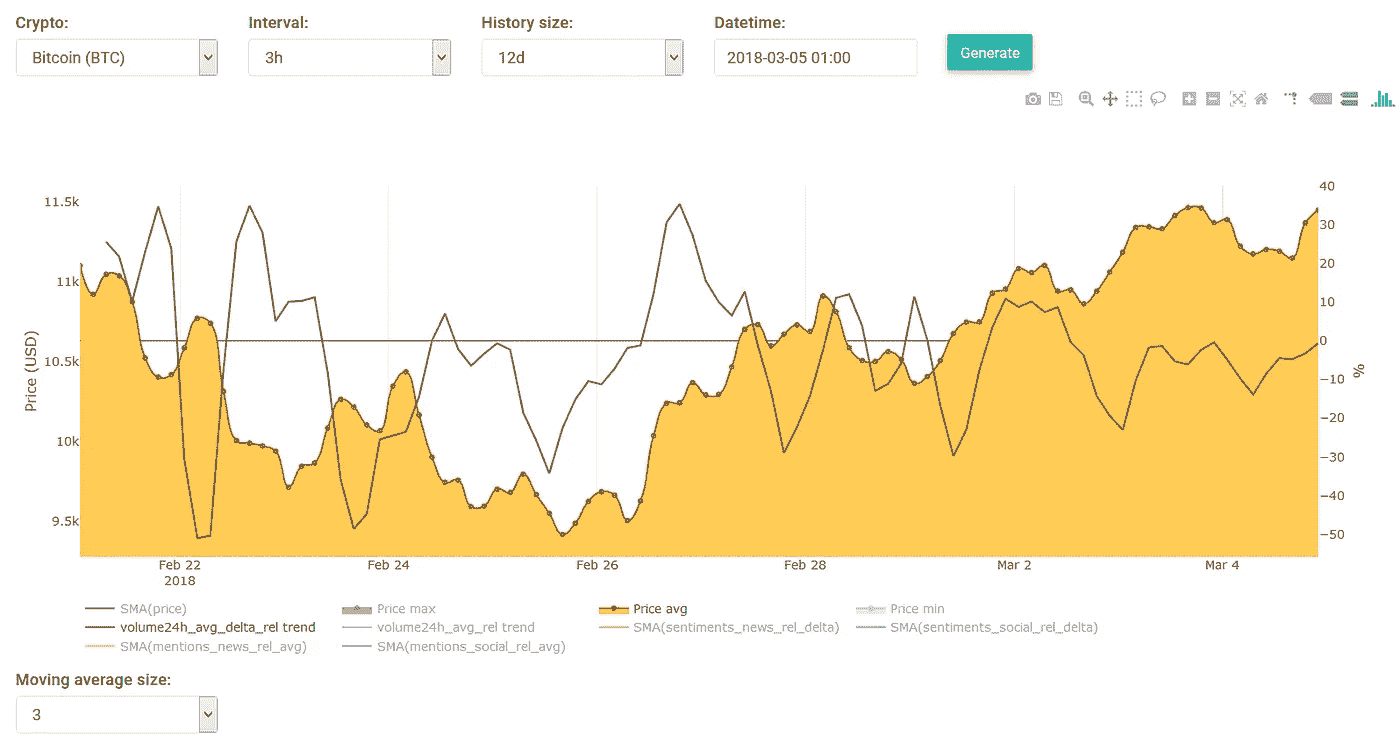 Crypto: Interval: History size: Datetime:
Bitcoin (BTC) 3h 12d 2018-03-05 01:00 Generate
40
11.5k
30
20
11k
10
0
10.5k
Price (USD)
%
−10
−20
10k
−30
−40
9.5k
−50
Feb 22 Feb 24 Feb 26 Feb 28 Mar 2 Mar 4
2018
SMA(price) Price max Price avg Price min
volume24h_avg_delta_rel trend volume24h_avg_rel trend SMA(sentiments_news_rel_delta) SMA(sentiments_social_rel_delta)
SMA(mentions_news_rel_avg) SMA(mentions_social_rel_avg)
Moving average size:
3